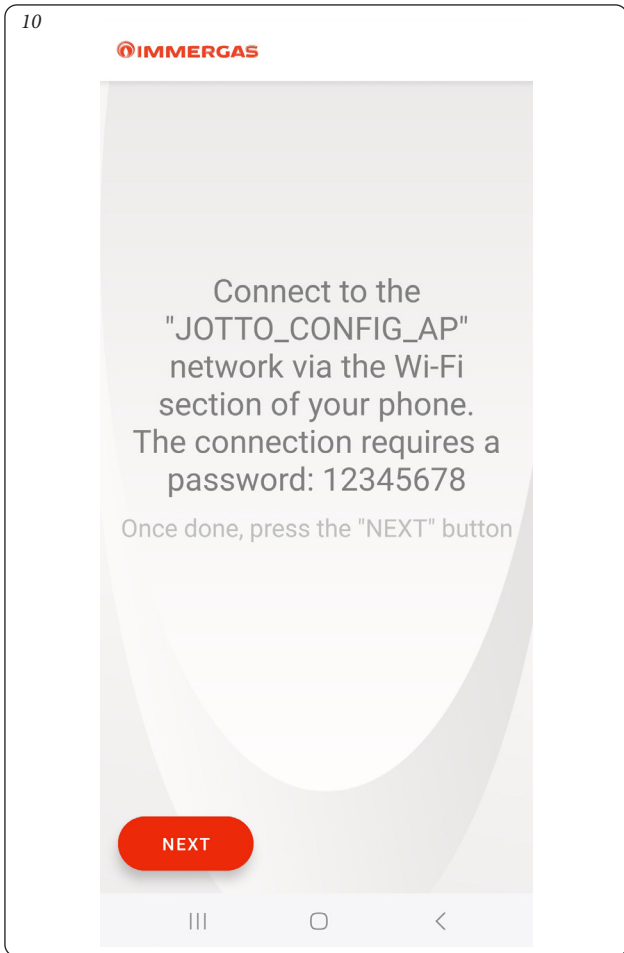 10
IMMERGAS
Connect to the
"JOTTO_CONFIG_AP"
network via the Wi-Fi
section of your phone.
The connection requires a
password: 12345678
Once done, press the "NEXT" button
NEXT